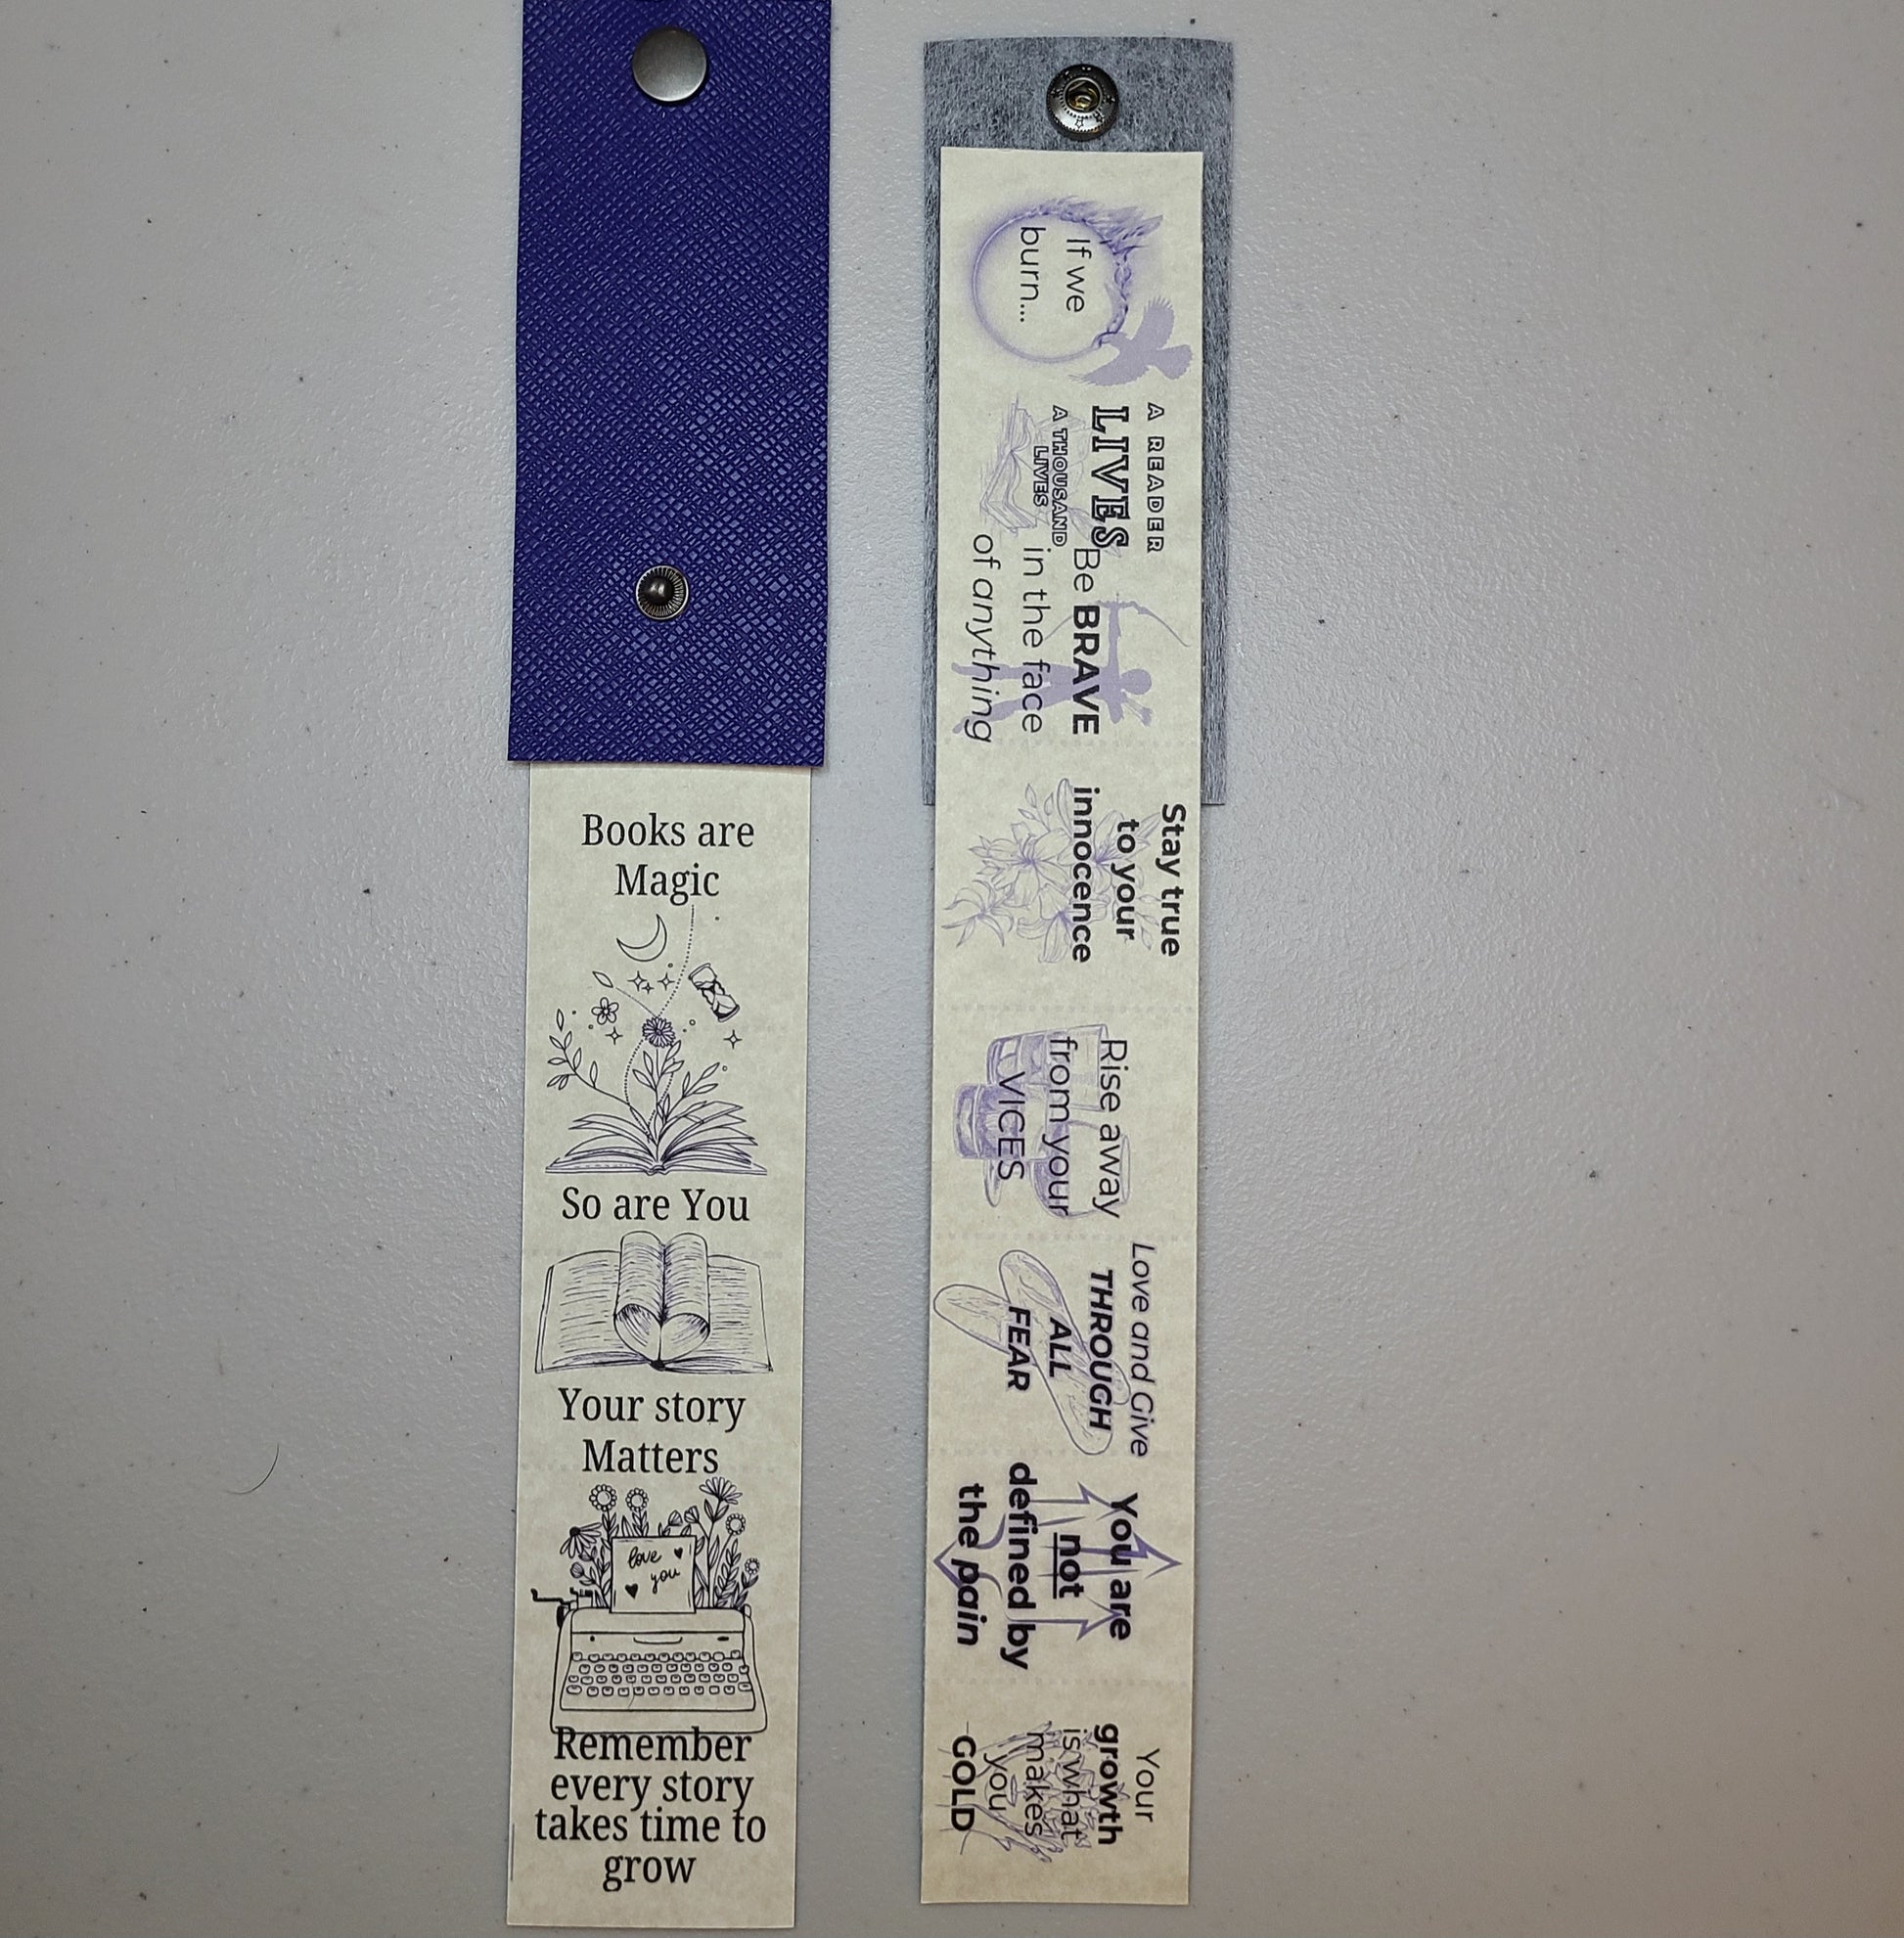 Books are
Magic
So are You
Your story
Matters
love
you
Remember
every story
takes time to
grow
If we
burn...
A READER
LIVES
A THOUSAND
LIVES
Be BRAVE
in the face
of anything
Stay true
to your
innocence
Rise away
from your
VICES
Love and Give
THROUGH
ALL
FEAR
You are
not
defined by
the pain
Your
growth
is what
makes
you
GOLD